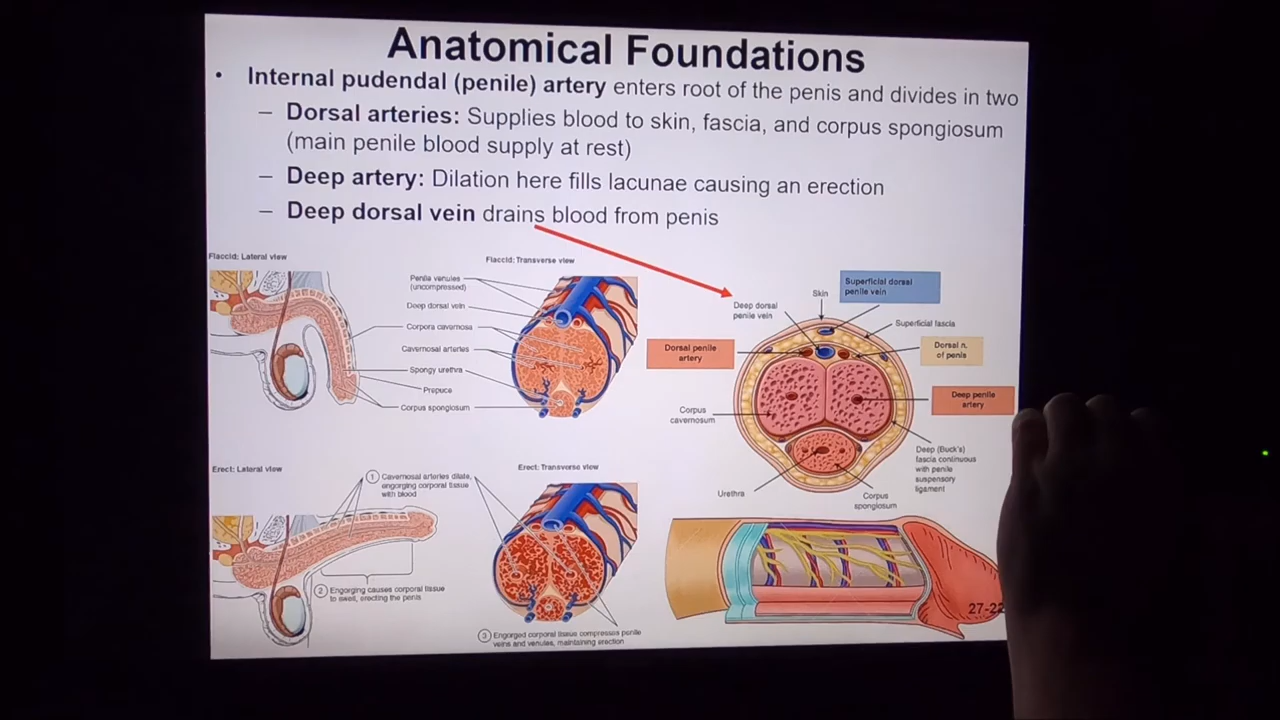 Anatomical Foundations
• Internal pudendal (penile) artery enters root of the penis and divides in two
– Dorsal arteries: Supplies blood to skin, fascia, and corpus spongiosum
(main penile blood supply at rest)
– Deep artery: Dilation here fills lacunae causing an erection
– Deep dorsal vein drains blood from penis
Flaccid: Lateral view
Flaccid: Transverse view
Penile venules
(uncompressed)
Deep dorsal vein
Corpora cavernosa
Cavernosal arteries
Spongy urethra
Prepuce
Corpus spongiosum
Superficial dorsal
penile vein
Skin
Deep dorsal
penile vein
Superficial fascia
Dorsal penile
artery
Dorsal n.
of penis
Deep penile
artery
Corpus
cavernosum
Deep (Buck's)
fascia continuous
with penile
suspensory
ligament
Urethra
Corpus
spongiosum
Erect: Lateral view
1 Cavernosal arteries dilate,
engorging corporal tissue
with blood
Erect: Transverse view
2 Engorging causes corporal tissue
to swell, erecting the penis
3 Engorged corporal tissue compresses penile
veins and venules, maintaining erection
27-22